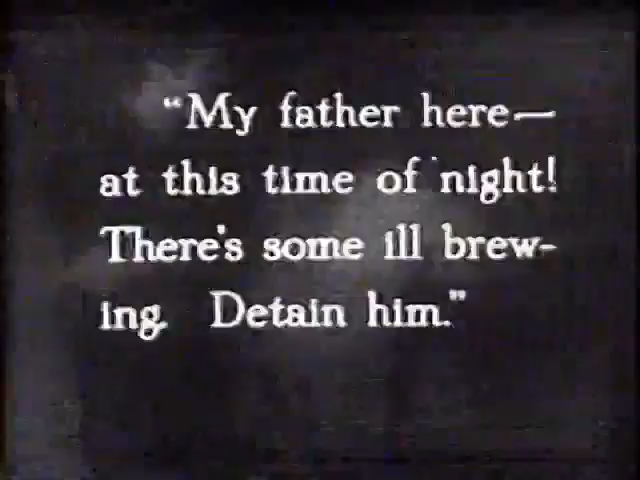 “My father here—
at this time of night!
There's some ill brew-
ing. Detain him.”